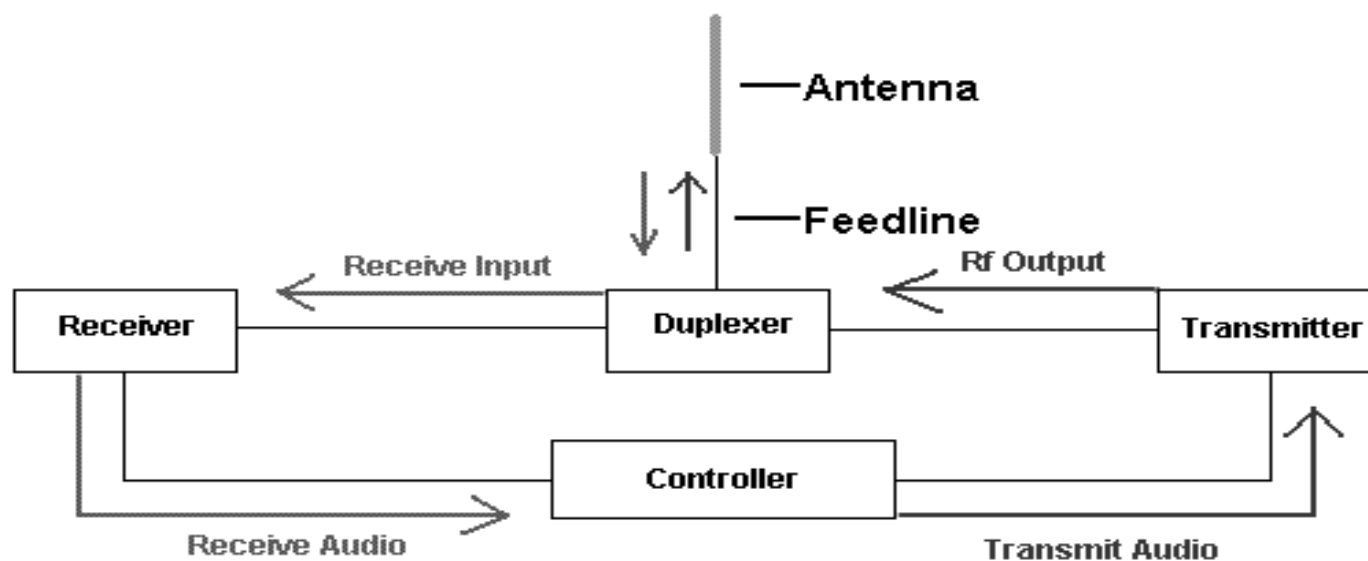 Antenna
Feedline
Receive Input
Rf Output
Receiver
Duplexer
Transmitter
Controller
Receive Audio
Transmit Audio